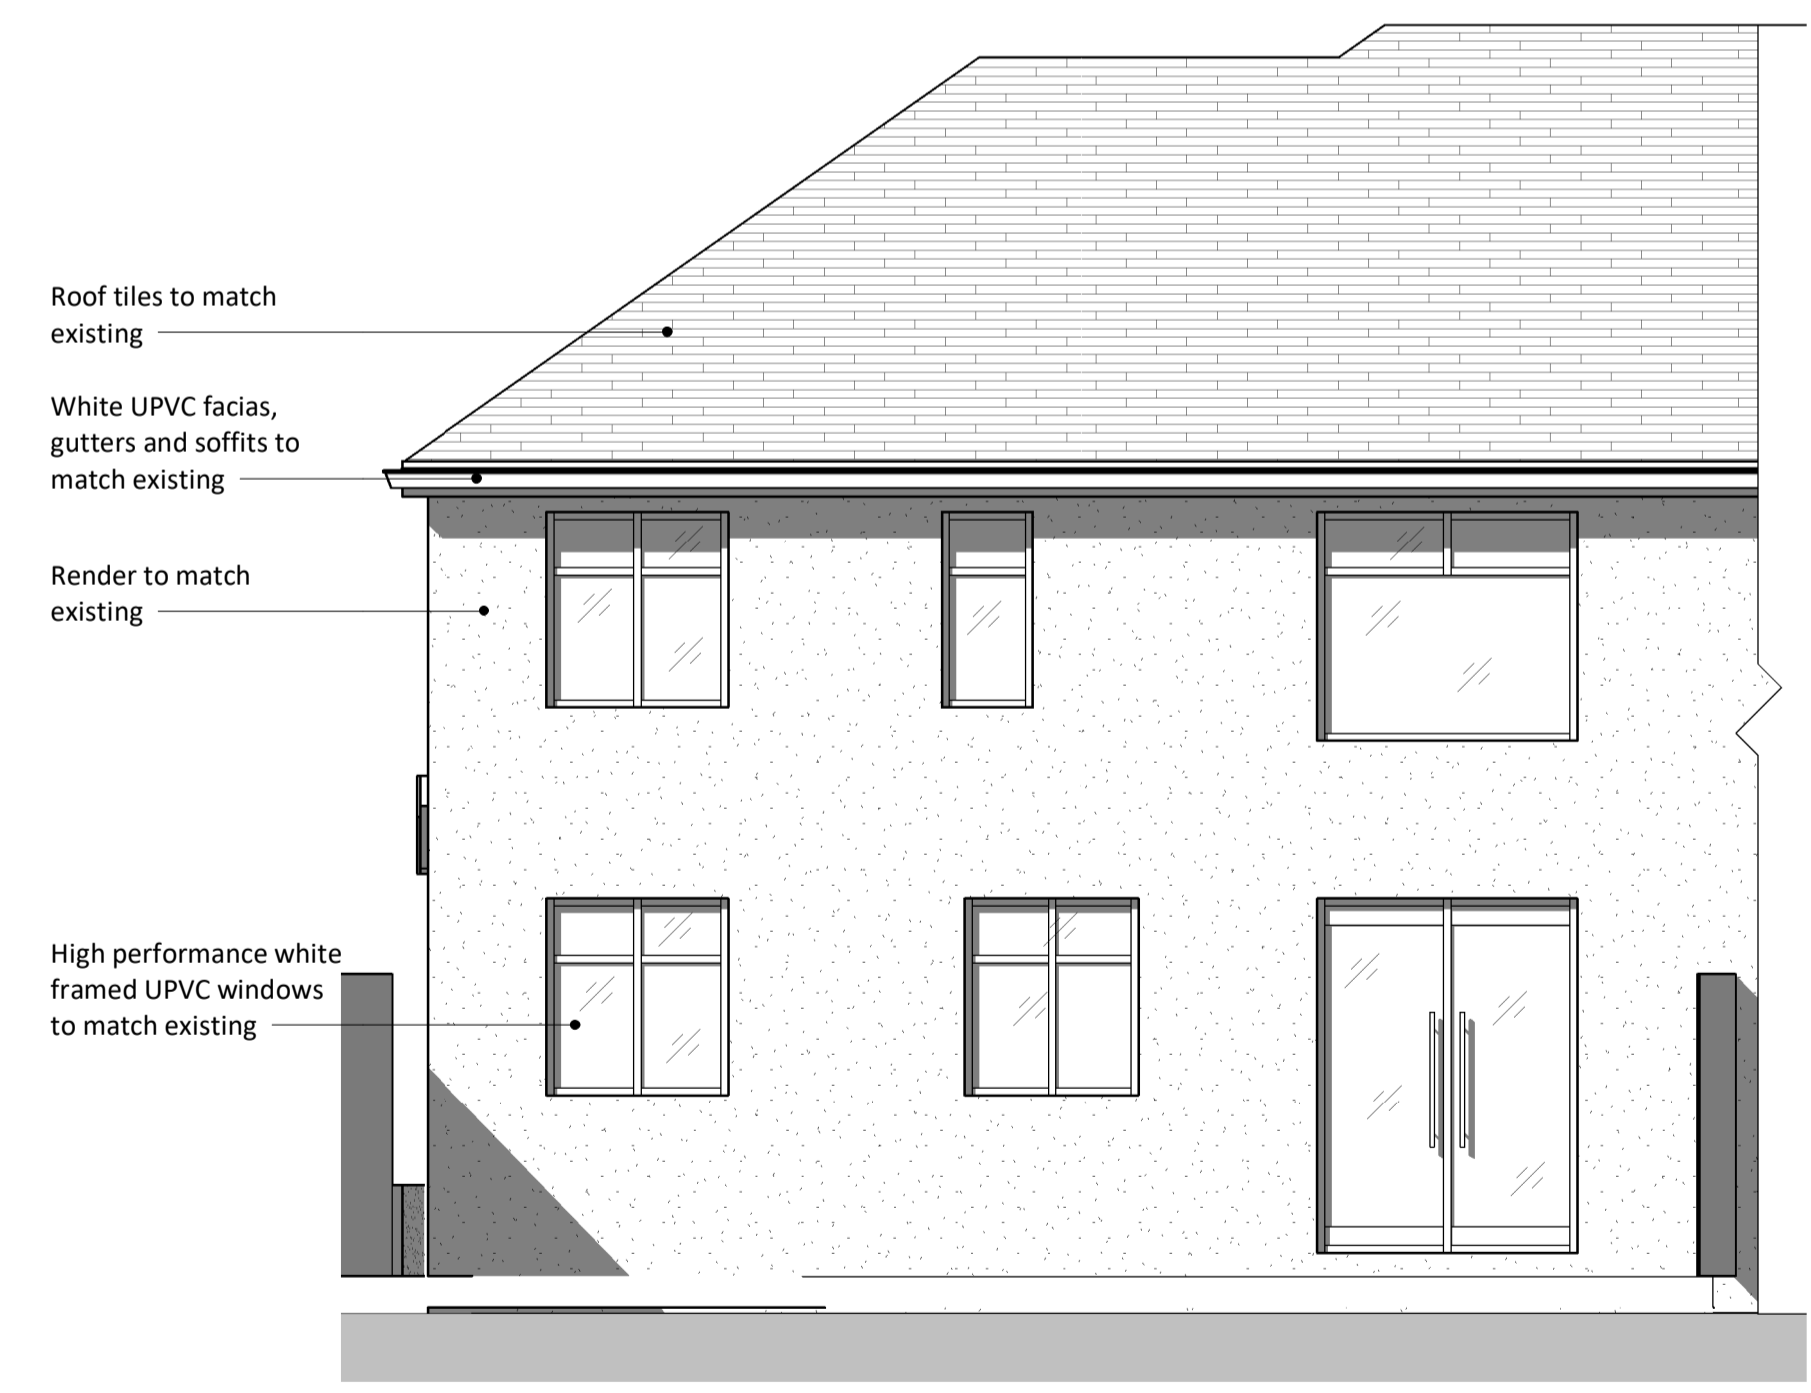 Roof tiles to match
existing
White UPVC facias,
gutters and soffits to
match existing
Render to match
existing
High performance white
framed UPVC windows
to match existing